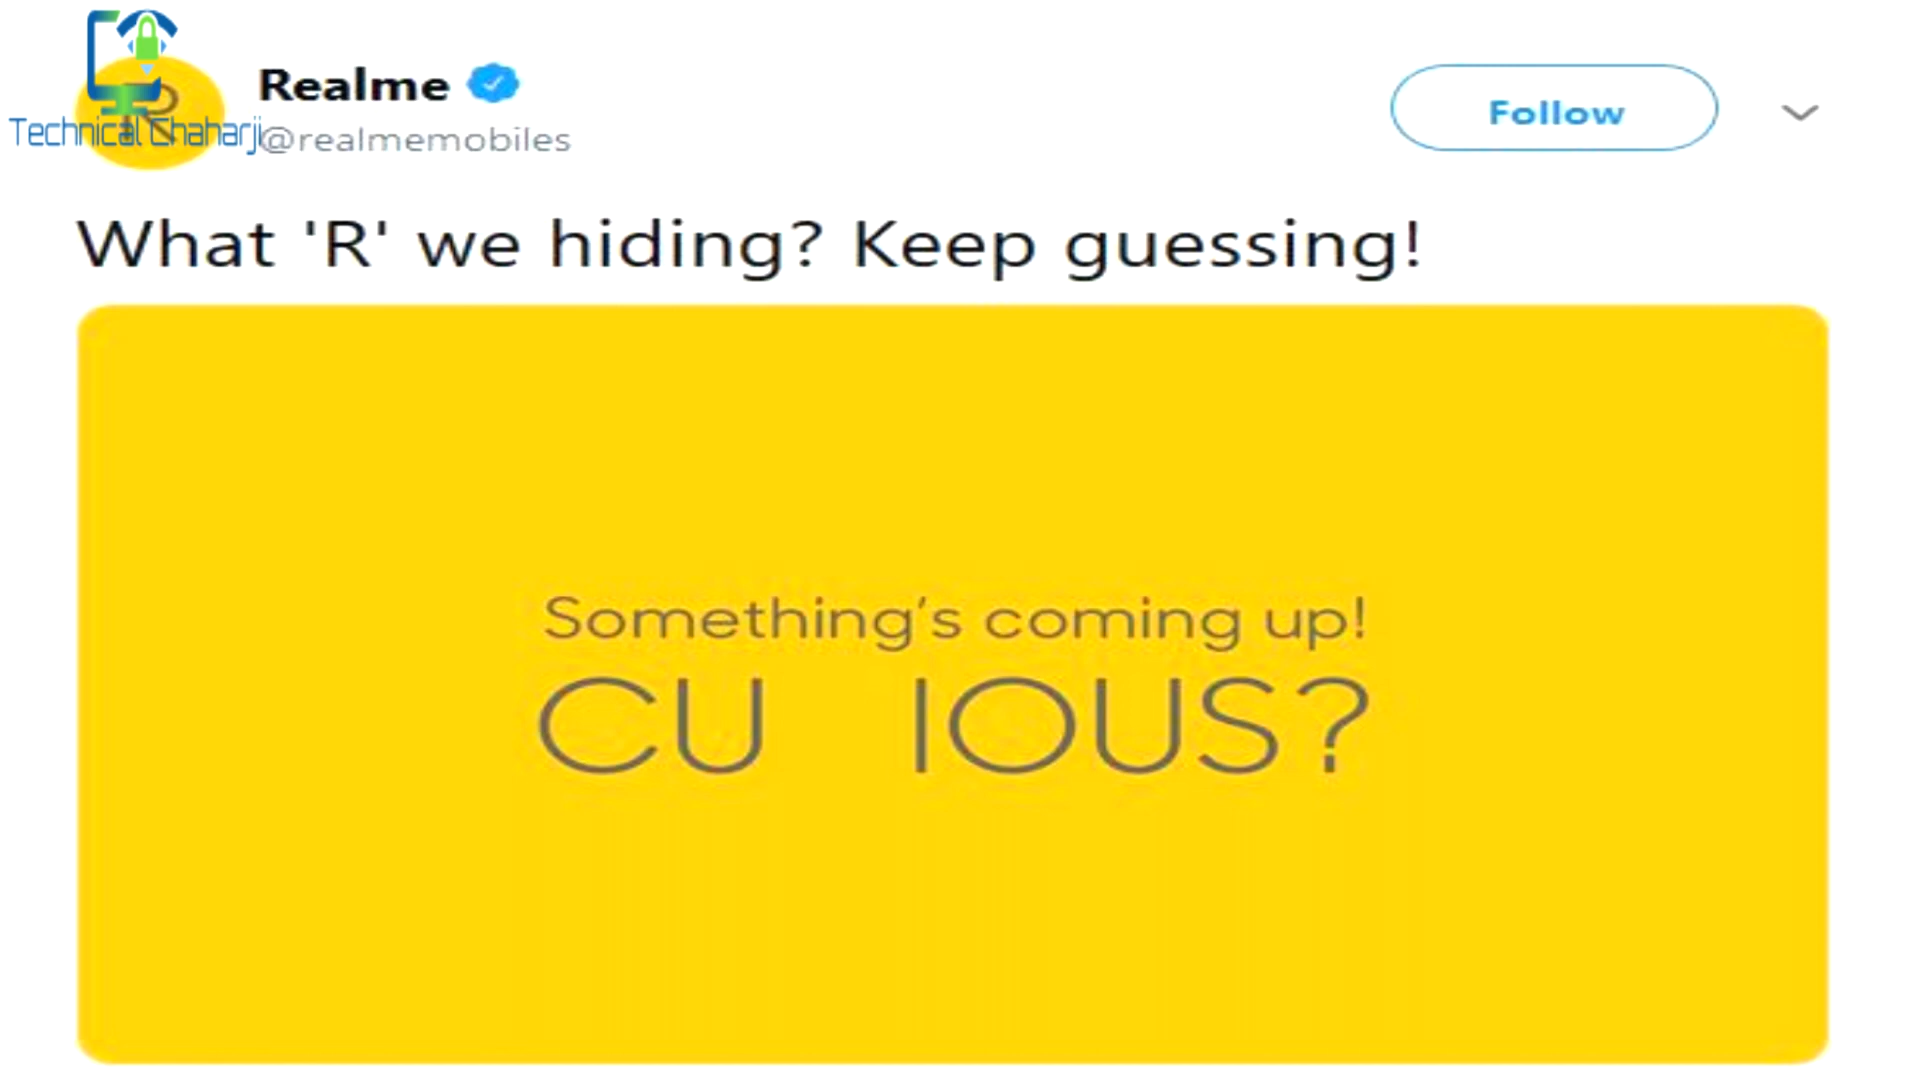 Realme
Technical Chaharji
@realmemobiles
Follow
What 'R' we hiding? Keep guessing!
Something's coming up!
CU IOUS?